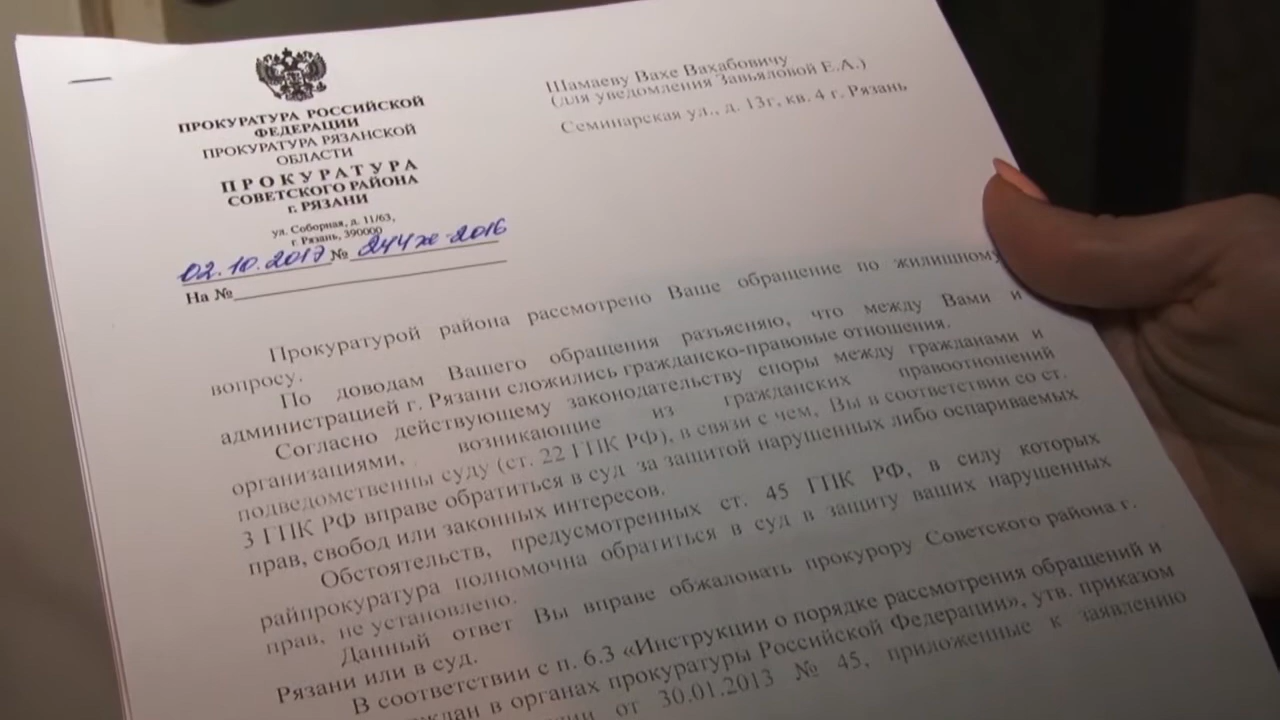 ПРОКУРАТУРА РОССИЙСКОЙ
ФЕДЕРАЦИИ
ПРОКУРАТУРА РЯЗАНСКОЙ
ОБЛАСТИ
ПРОКУРАТУРА
СОВЕТСКОГО РАЙОНА
г. РЯЗАНИ
ул. Соборная, д. 11/63,
г. Рязань, 390000
02.10.2017 № 244ж-2016
На №
Шамаеву Вахе Вахабовичу
(для уведомления Завьяловой Е.А.)
Семинарская ул., д. 13г, кв. 4 г. Рязань
Прокуратурой района рассмотрено Ваше обращение по жилищному
вопросу.
По доводам Вашего обращения разъясняю, что между Вами и
администрацией г. Рязани сложились гражданско-правовые отношения.
Согласно действующему законодательству споры между гражданами и
организациями, возникающие из гражданских правоотношений
подведомственны суду (ст. 22 ГПК РФ), в связи с чем, Вы в соответствии со ст.
3 ГПК РФ вправе обратиться в суд за защитой нарушенных либо оспариваемых
прав, свобод или законных интересов.
Обстоятельств, предусмотренных ст. 45 ГПК РФ, в силу которых
райпрокуратура полномочна обратиться в суд в защиту ваших нарушенных
прав, не установлено.
Данный ответ Вы вправе обжаловать прокурору Советского района г.
Рязани или в суд.
В соответствии с п. 6.3 «Инструкции о порядке рассмотрения обращений и
в органах прокуратуры Российской Федерации», утв. приказом
от 30.01.2013 № 45, приложенные к заявлению